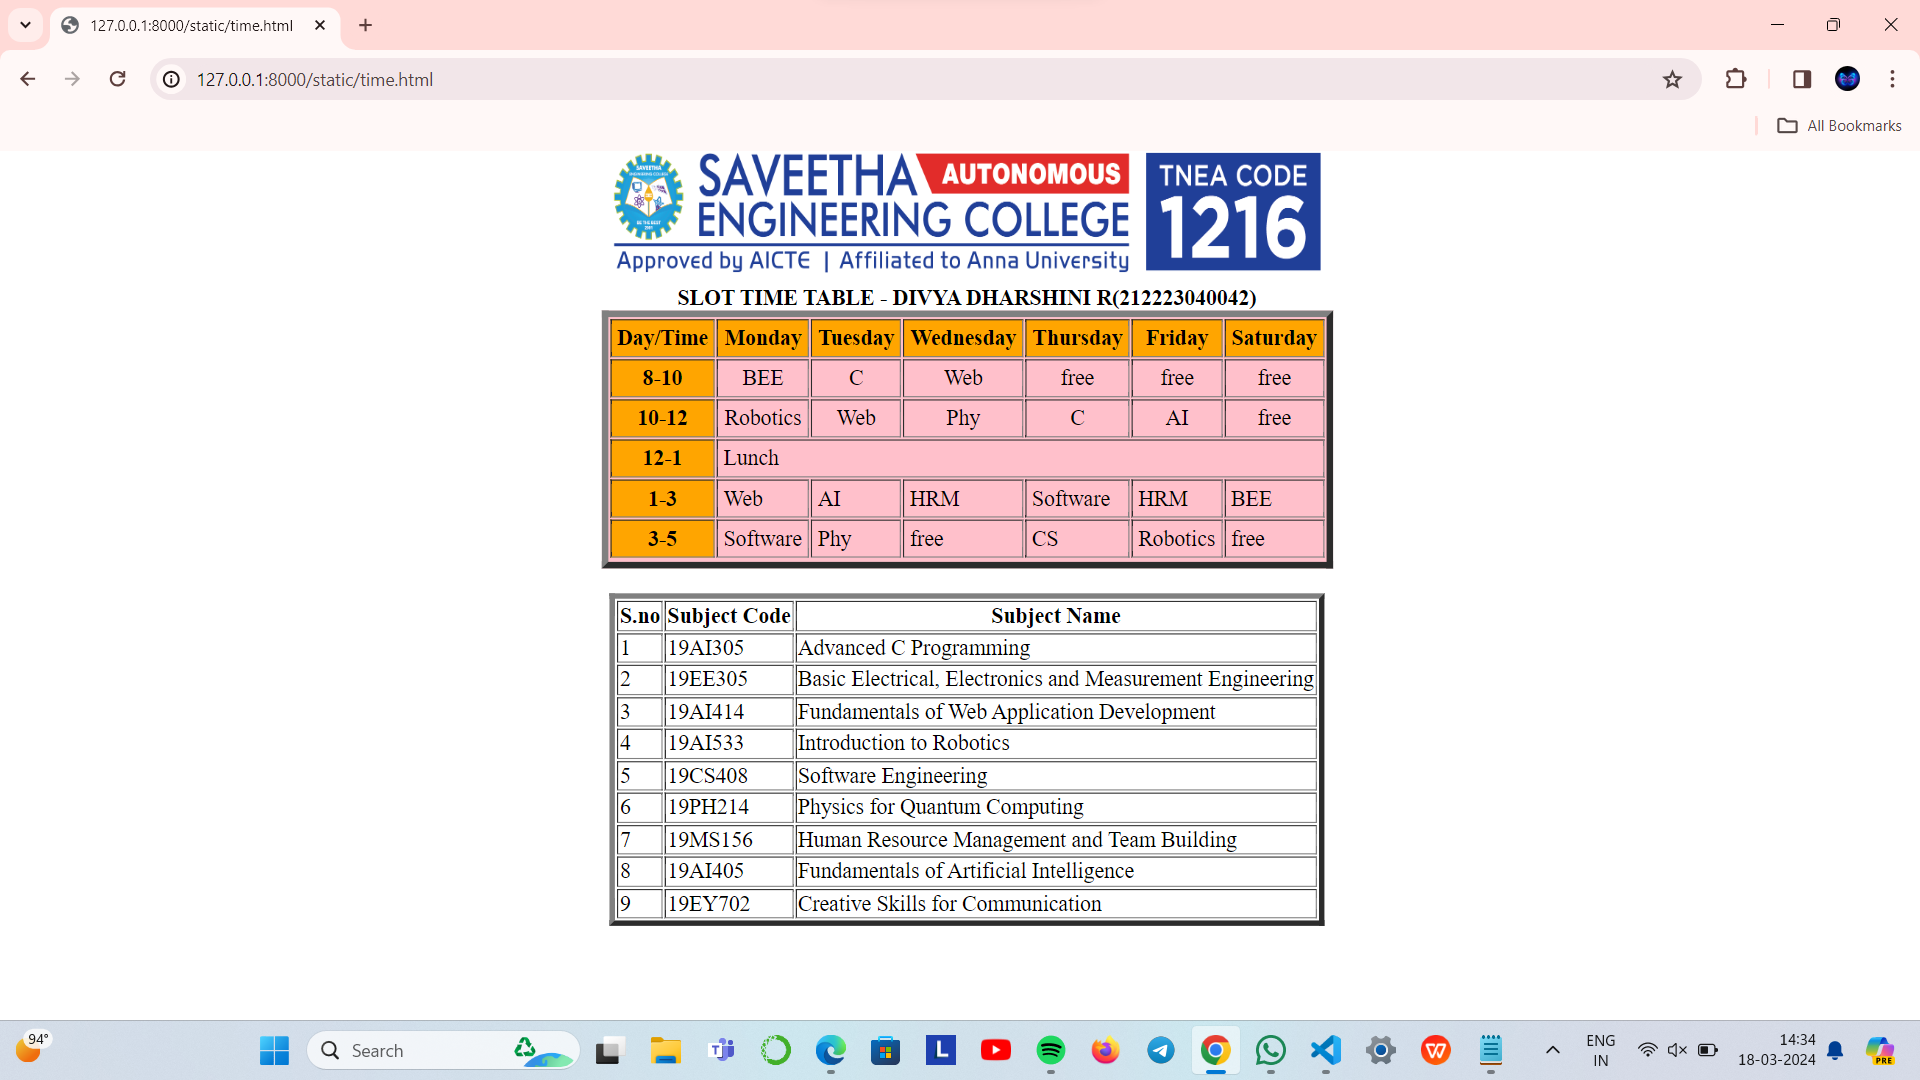 127.0.0.1:8000/static/time.html
127.0.0.1:8000/static/time.html
All Bookmarks
SAVEETHA AUTONOMOUS
ENGINEERING COLLEGE
Approved by AICTE | Affiliated to Anna University
TNEA CODE
1216
SLOT TIME TABLE - DIVYA DHARSHINI R(212223040042)
Day/Time Monday Tuesday Wednesday Thursday Friday Saturday
8-10 BEE C Web free free free
10-12 Robotics Web Phy C AI free
12-1 Lunch
1-3 Web AI HRM Software HRM BEE
3-5 Software Phy free CS Robotics free
S.no Subject Code Subject Name
1 19AI305 Advanced C Programming
2 19EE305 Basic Electrical, Electronics and Measurement Engineering
3 19AI414 Fundamentals of Web Application Development
4 19AI533 Introduction to Robotics
5 19CS408 Software Engineering
6 19PH214 Physics for Quantum Computing
7 19MS156 Human Resource Management and Team Building
8 19AI405 Fundamentals of Artificial Intelligence
9 19EY702 Creative Skills for Communication
94°
Search
L
ENG
IN
14:34
18-03-2024
PRE